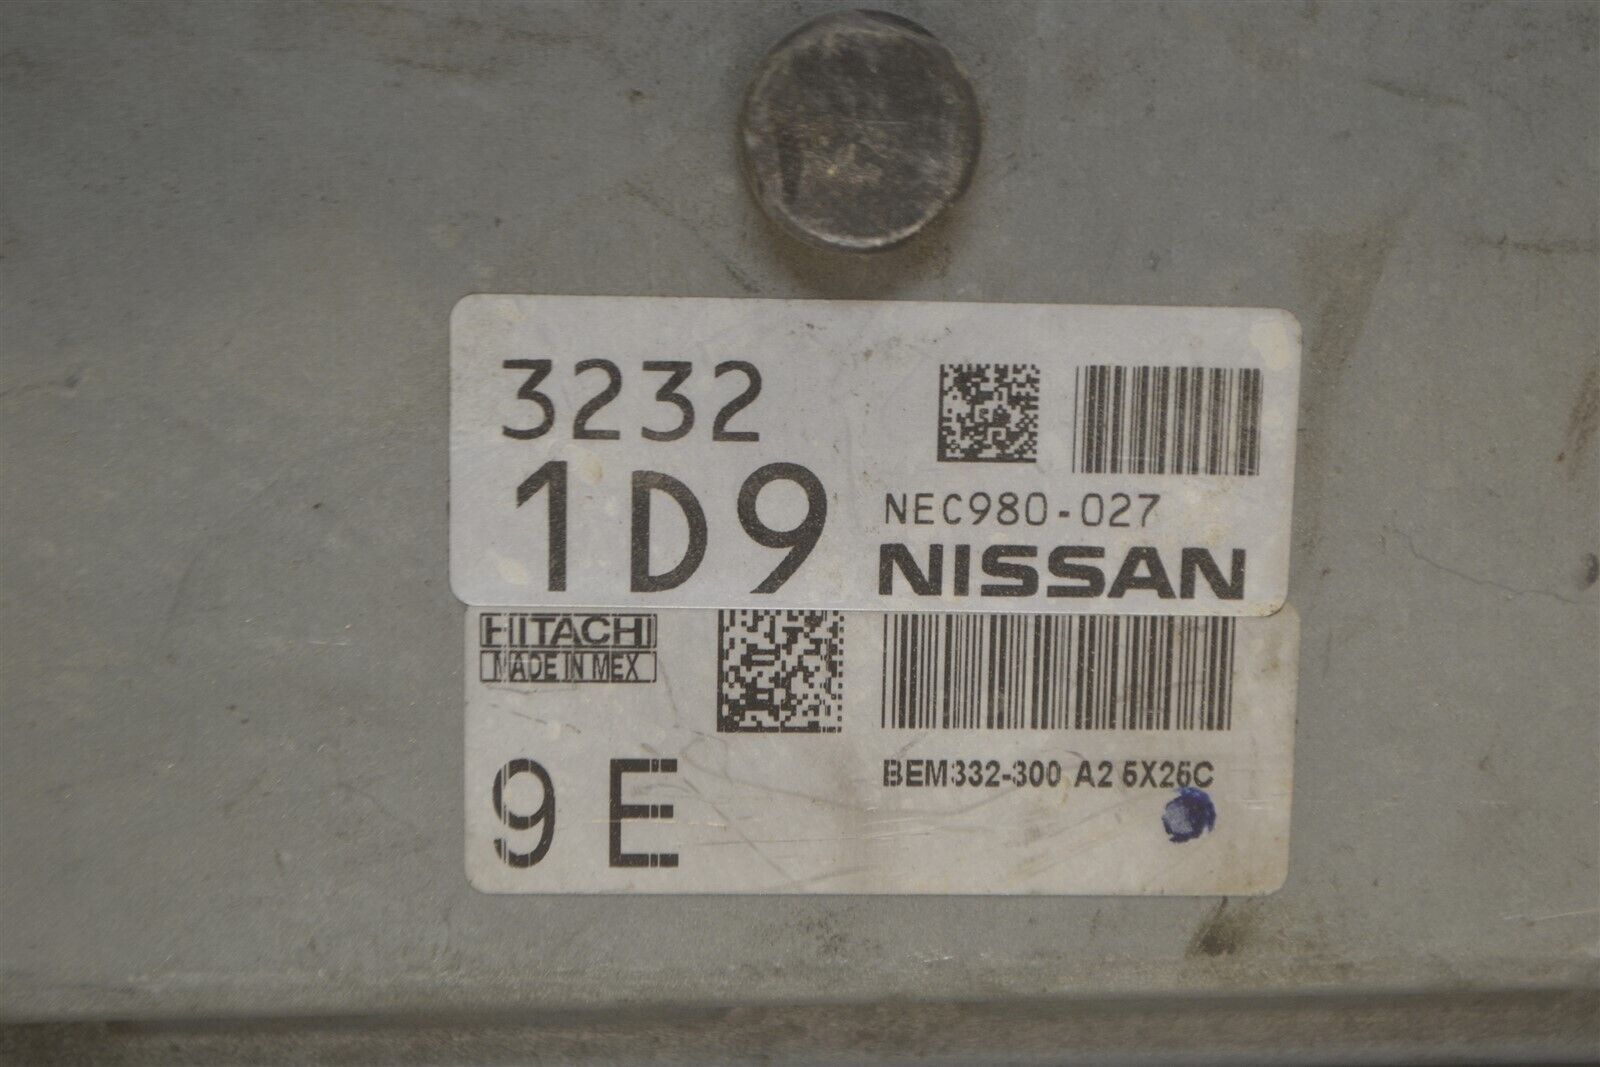 3232
1D9
NEC980-027
NISSAN
HITACHI
MADE IN MEX
9 E
BEM332-300 A2 5X26C